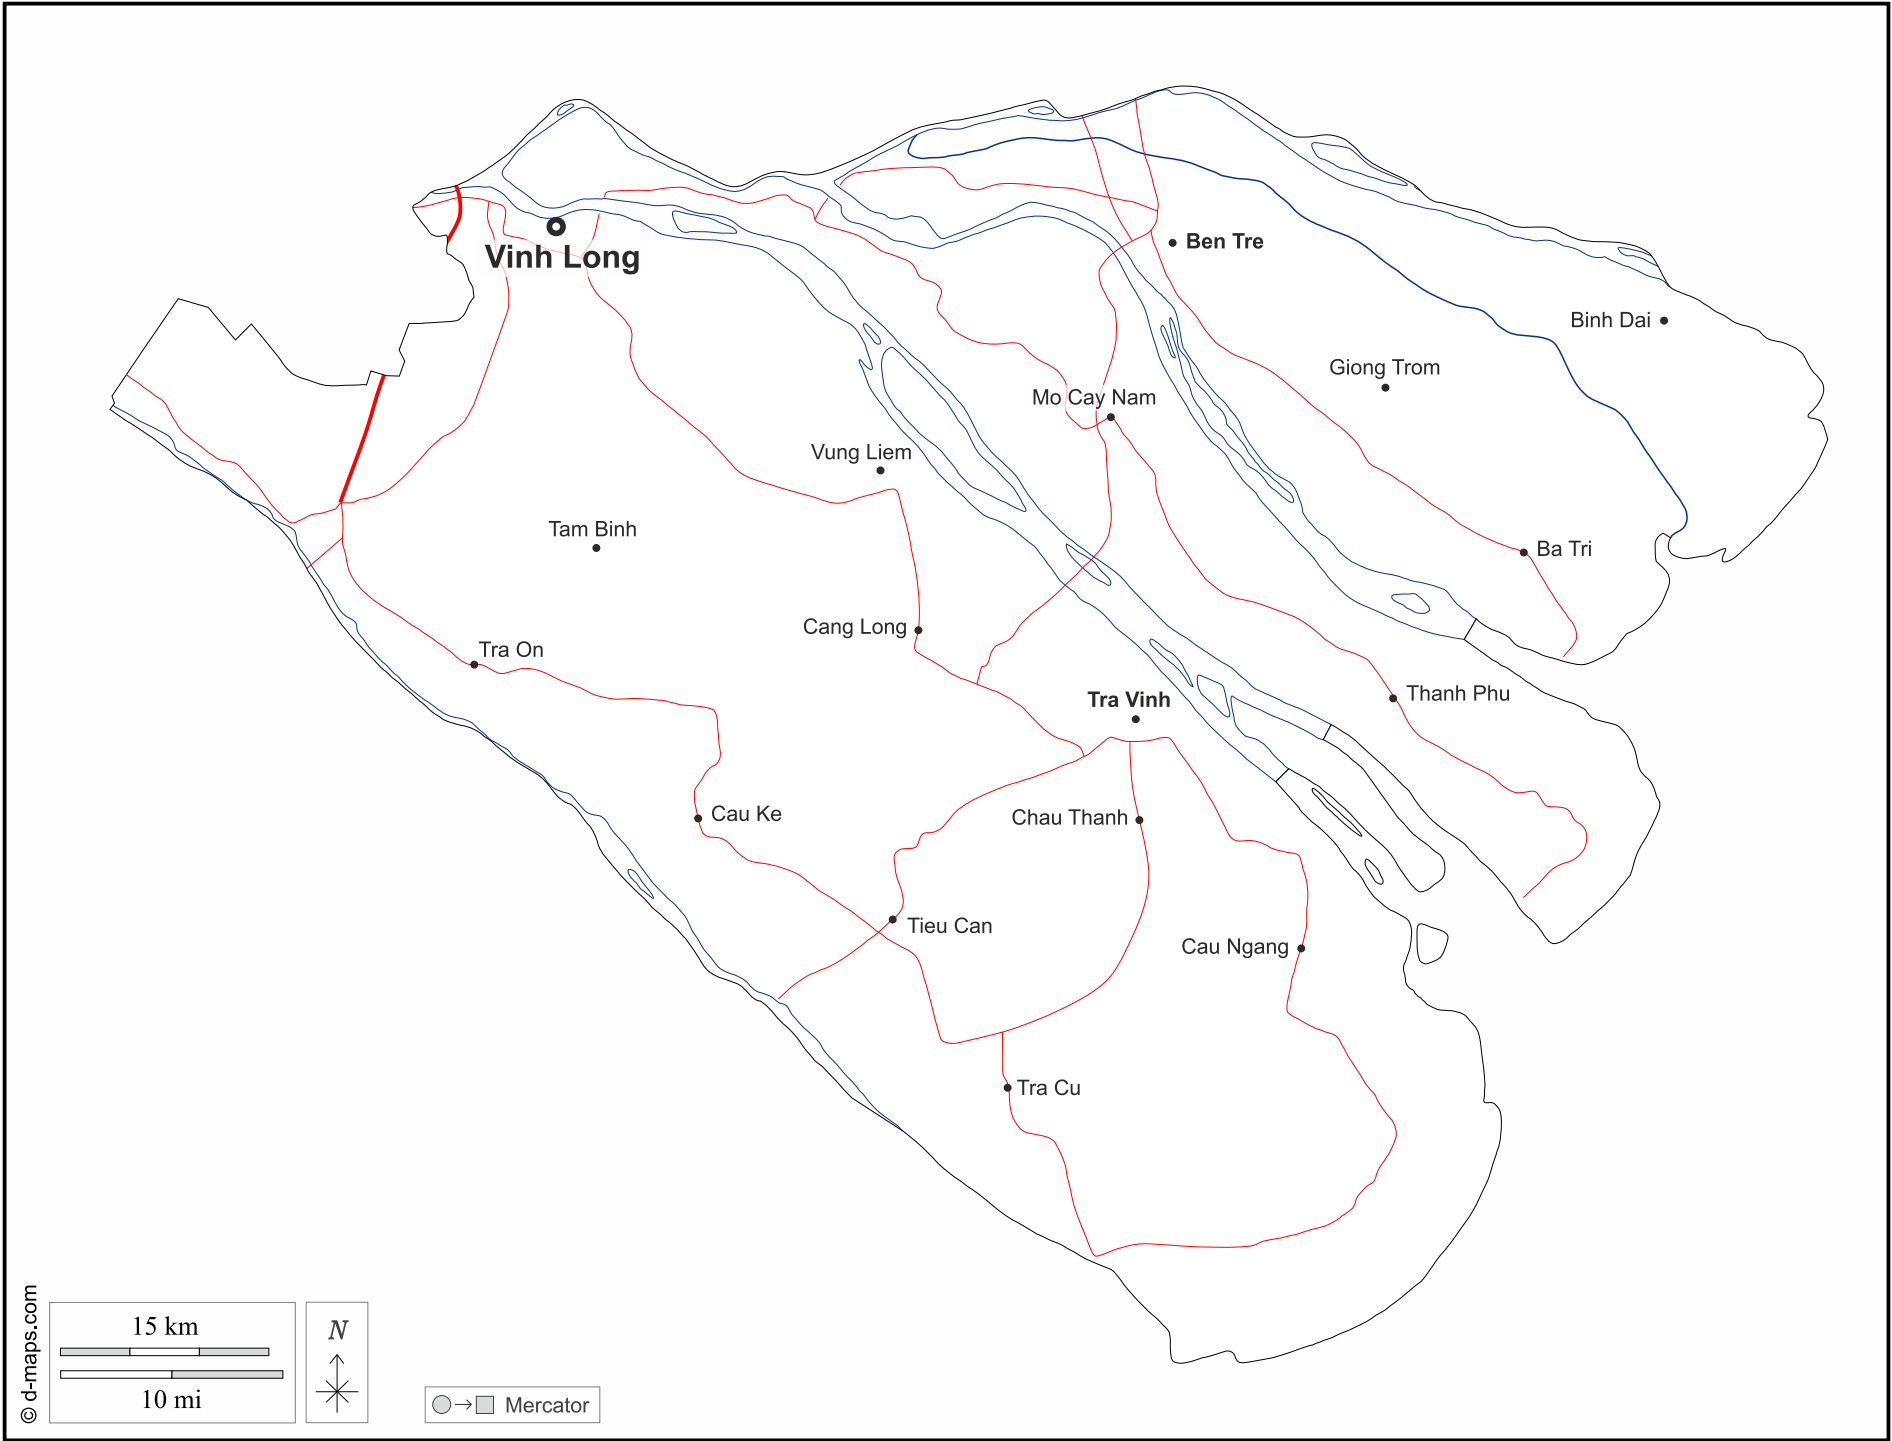 Vinh Long
Ben Tre
Binh Dai
Giong Trom
Mo Cay Nam
Vung Liem
Tam Binh
Ba Tri
Cang Long
Tra On
Thanh Phu
Tra Vinh
Cau Ke
Chau Thanh
Tieu Can
Cau Ngang
Tra Cu
© d-maps.com
15 km
10 mi
N
Mercator